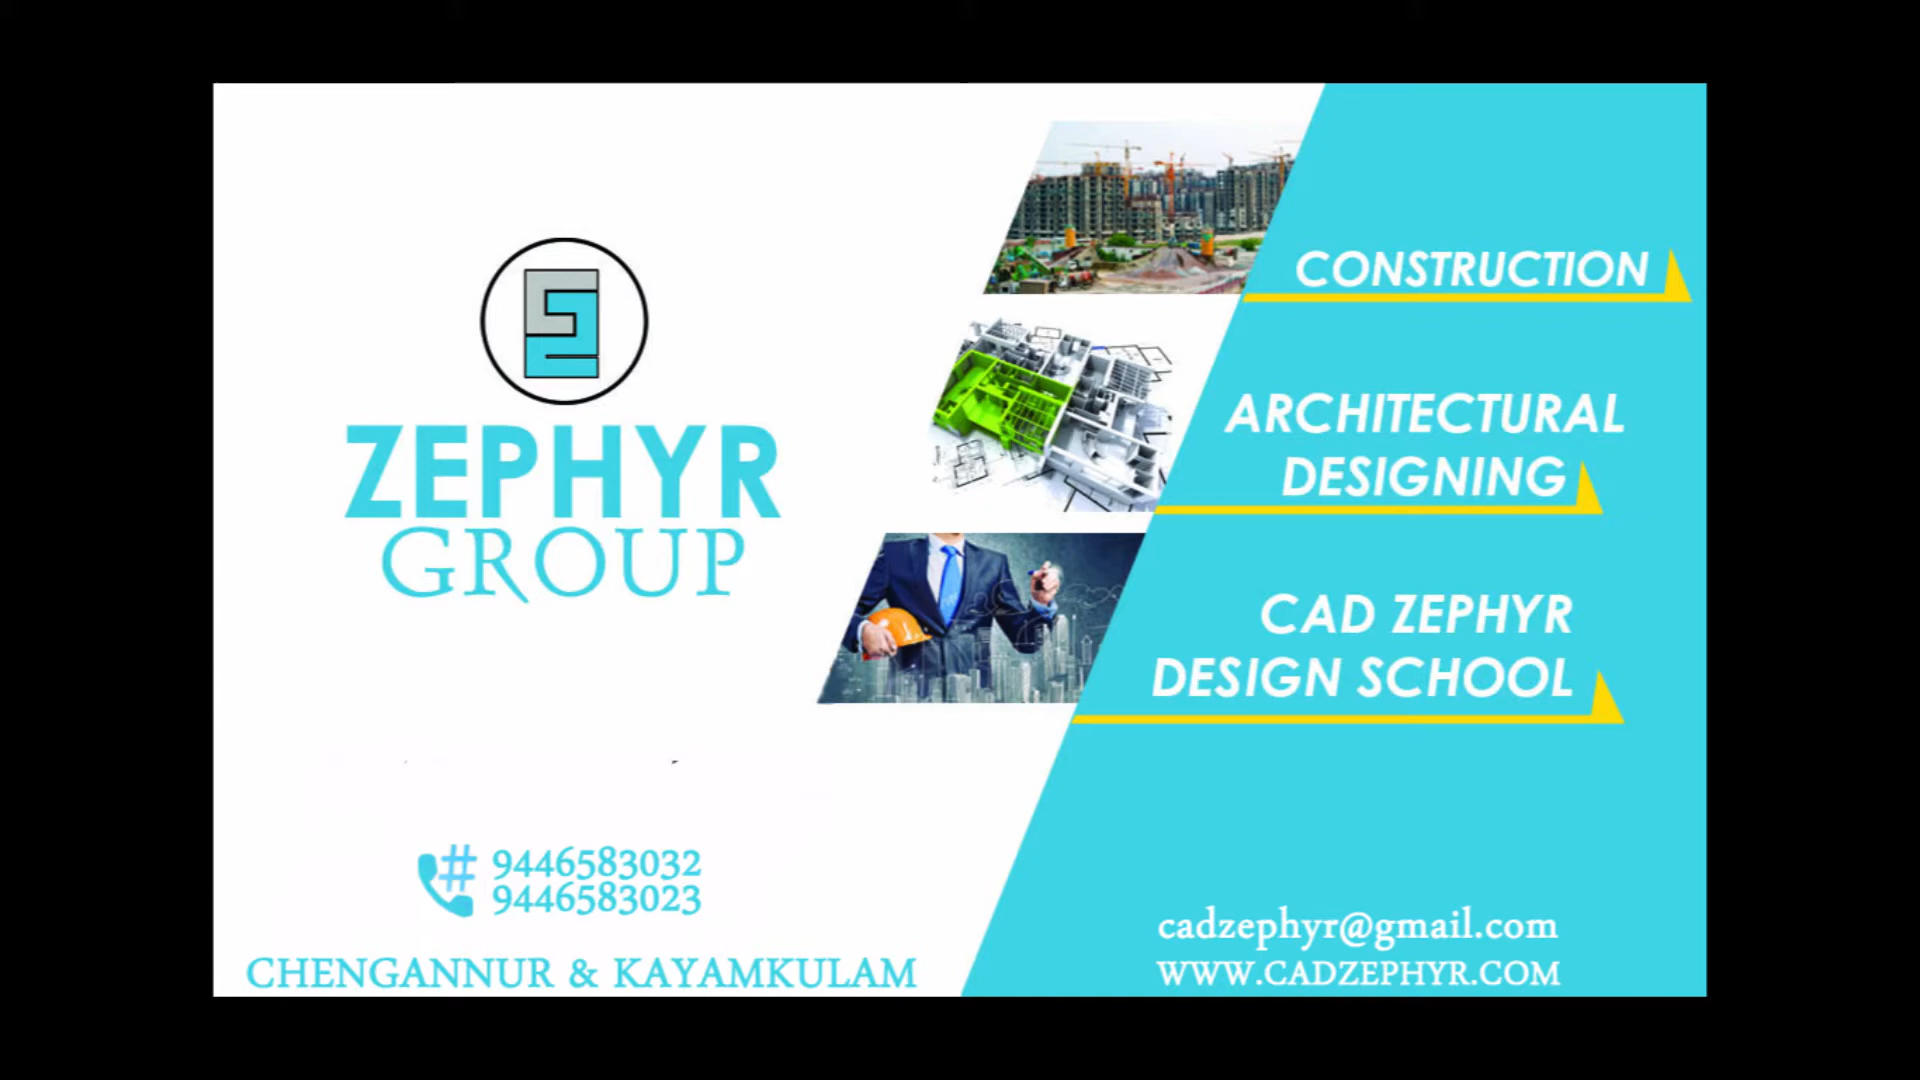 ZEPHYR
GROUP
# 9446583032
9446583023
CHENGANNUR & KAYAMKULAM
CONSTRUCTION
ARCHITECTURAL
DESIGNING
CAD ZEPHYR
DESIGN SCHOOL
cadzephyr@gmail.com
WWW.CADZEPHYR.COM